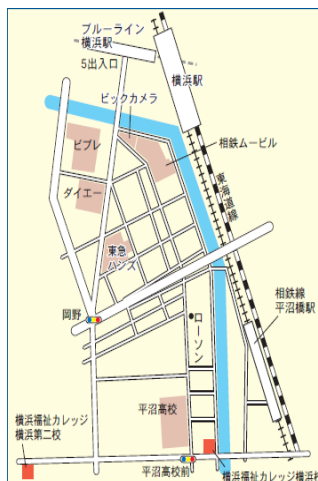 ブルーライン
横浜駅
5出入口
横浜駅
ビックカメラ
ビブレ
相鉄ムービル
ダイエー
東海道線
東急
ハンズ
岡野
ローソン
相鉄線
平沼橋駅
平沼高校
横浜福祉カレッジ
横浜第二校
平沼高校前
横浜福祉カレッジ横浜校